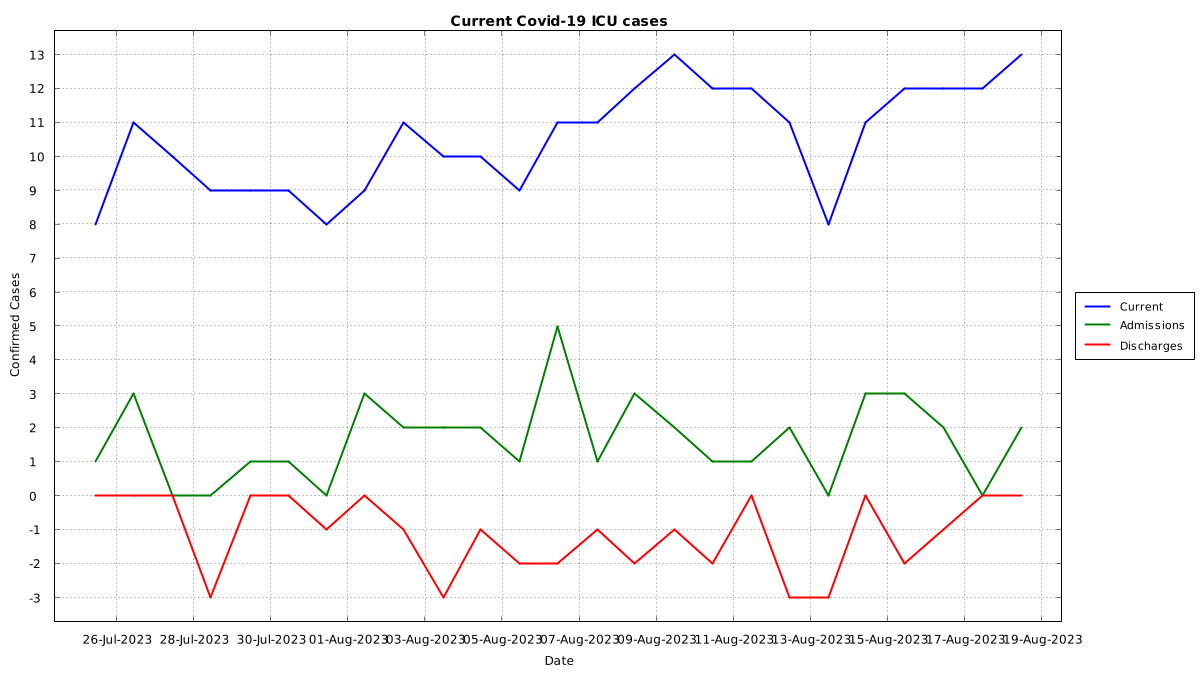 Current Covid-19 ICU cases
Confirmed Cases
13
12
11
10
9
8
7
6
5
4
3
2
1
0
-1
-2
-3
26-Jul-2023 28-Jul-2023 30-Jul-2023 01-Aug-2023 03-Aug-2023 05-Aug-2023 07-Aug-2023 09-Aug-2023 11-Aug-2023 13-Aug-2023 15-Aug-2023 17-Aug-2023 19-Aug-2023
Date
Current
Admissions
Discharges